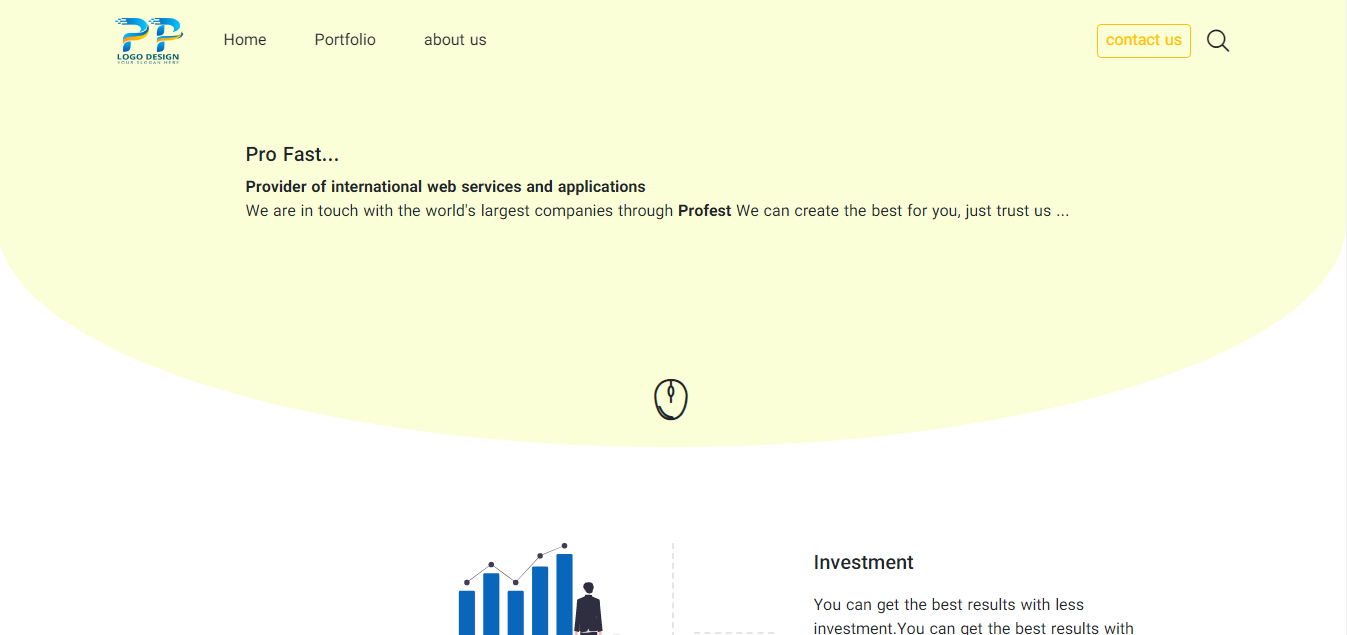 LOGO DESIGN
YOUR SLOGAN HERE
Home
Portfolio
about us
contact us
Pro Fast...
Provider of international web services and applications
We are in touch with the world's largest companies through Profest We can create the best for you, just trust us ...
Investment
You can get the best results with less
investment.You can get the best results with